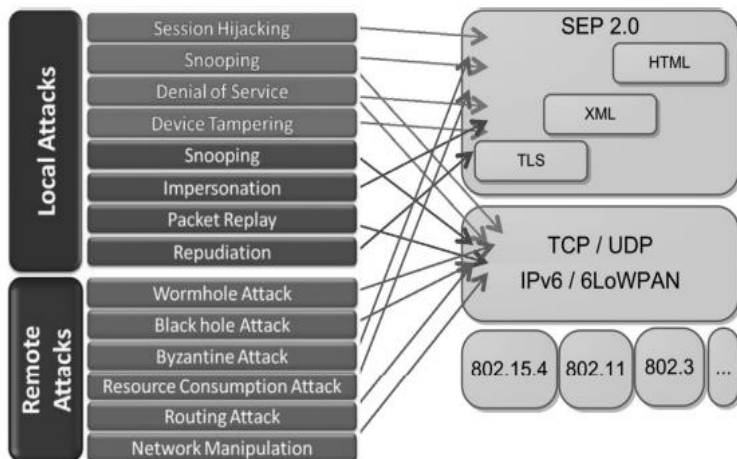 Local Attacks
Session Hijacking
Snooping
Denial of Service
Device Tampering
Snooping
Impersonation
Packet Replay
Repudiation
Remote
Attacks
Wormhole Attack
Black hole Attack
Byzantine Attack
Resource Consumption Attack
Routing Attack
Network Manipulation
SEP 2.0
HTML
XML
TLS
TCP / UDP
IPv6 / 6LoWPAN
802.15.4
802.11
802.3
...